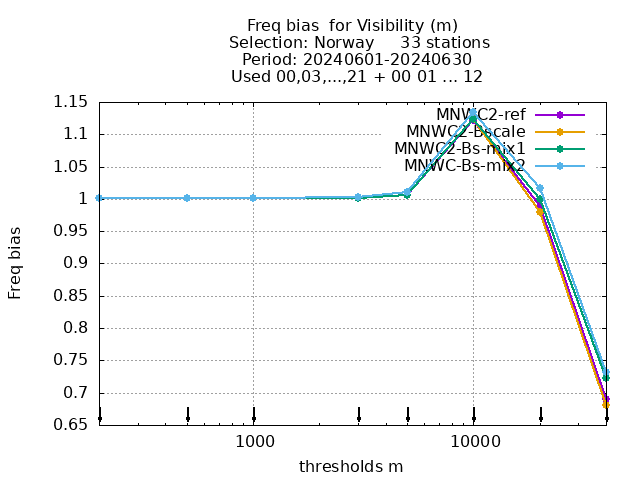 Freq bias  for Visibility (m)
Selection: Norway     33 stations
Period: 20240601-20240630
Used 00,03,...,21 + 00 01 ... 12
1.15
1.1
1.05
1
0.95
0.9
0.85
0.8
0.75
0.7
0.65
Freq bias
MNWC2-ref
MNWC2-Bscale
MNWC2-Bs-mix1
MNWC-Bs-mix2
1000
10000
thresholds m